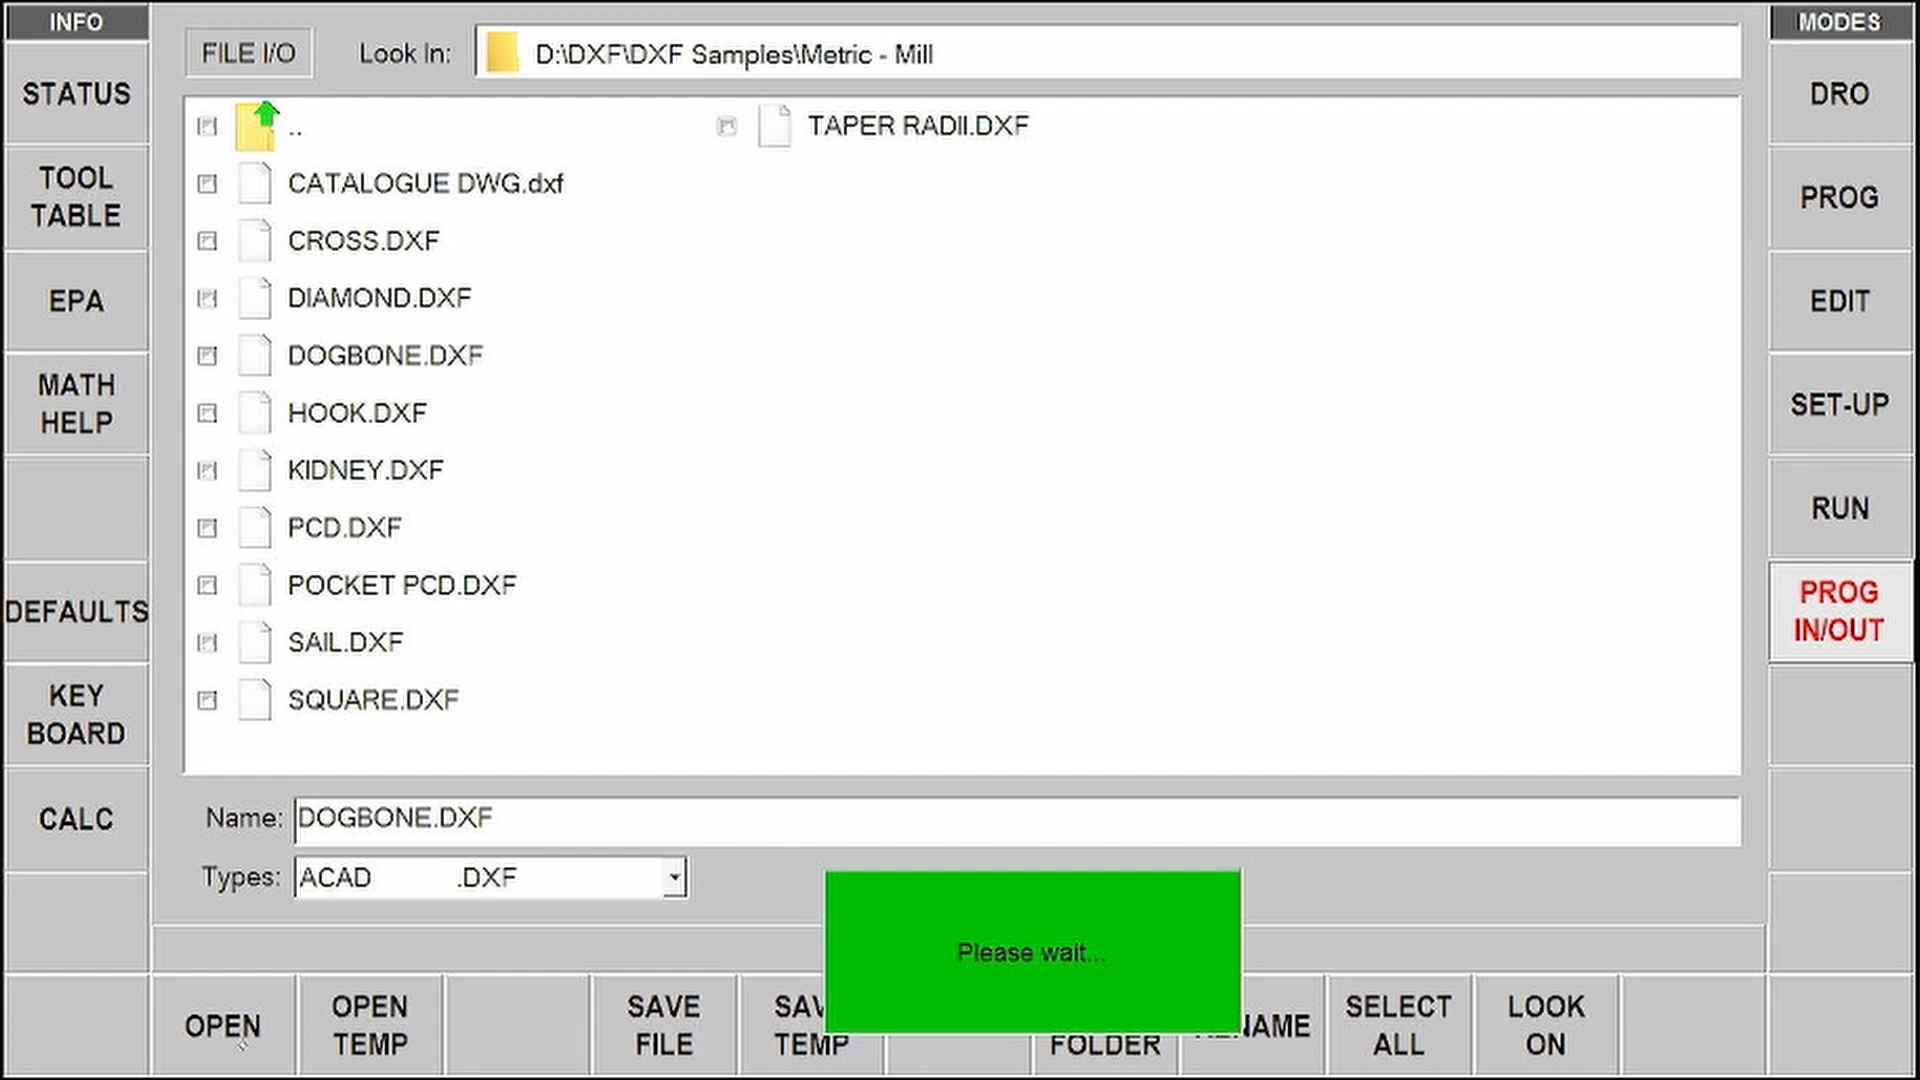 INFO
STATUS
TOOL
TABLE
EPA
MATH
HELP
DEFAULTS
KEY
BOARD
CALC
FILE I/O
Look In: D:\DXF\DXF Samples\Metric - Mill
..
CATALOGUE DWG.dxf
CROSS.DXF
DIAMOND.DXF
DOGBONE.DXF
HOOK.DXF
KIDNEY.DXF
PCD.DXF
POCKET PCD.DXF
SAIL.DXF
SQUARE.DXF
TAPER RADII.DXF
Name: DOGBONE.DXF
Types: ACAD .DXF
Please wait...
OPEN
OPEN
TEMP
SAVE
FILE
TEMP
FOLDER
SELECT
ALL
LOOK
ON
MODES
DRO
PROG
EDIT
SET-UP
RUN
PROG
IN/OUT